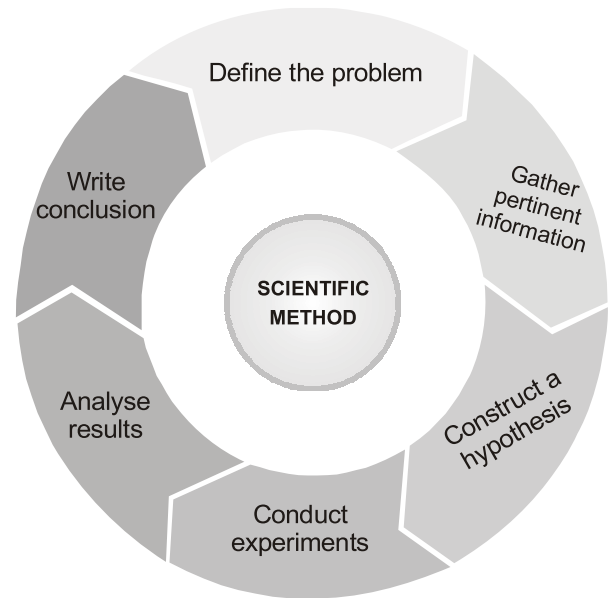 Define the problem
Gather
pertinent
information
Construct a
hypothesis
Conduct
experiments
Analyse
results
Write
conclusion
SCIENTIFIC
METHOD